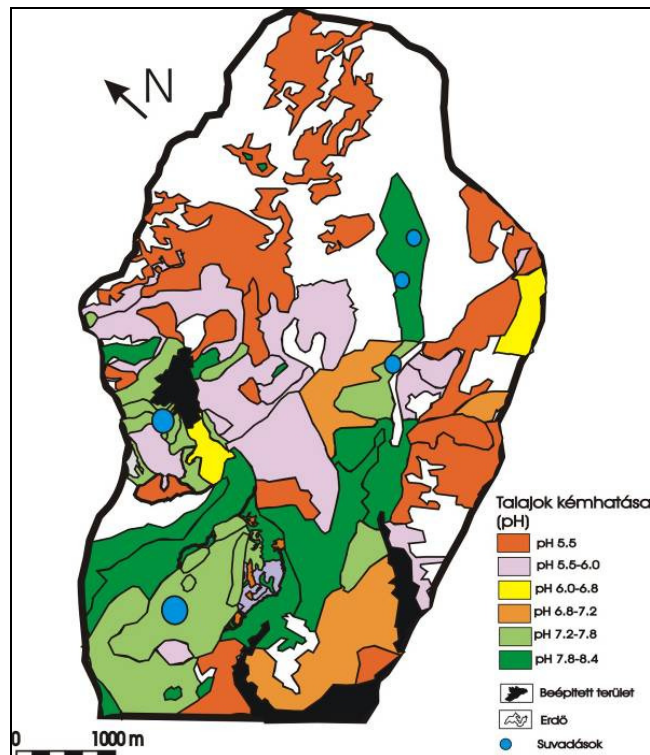 N
Talajok kémhatása
(pH)
pH 5.5
pH 5.5-6.0
pH 6.0-6.8
pH 6.8-7.2
pH 7.2-7.8
pH 7.8-8.4
Beépített terület
Erdő
Suvadások
0 1000 m